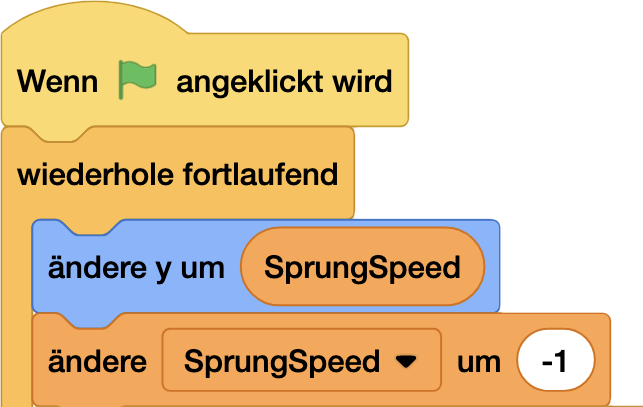 Wenn angeklickt wird
wiederhole fortlaufend
ändere y um SprungSpeed
ändere SprungSpeed um -1